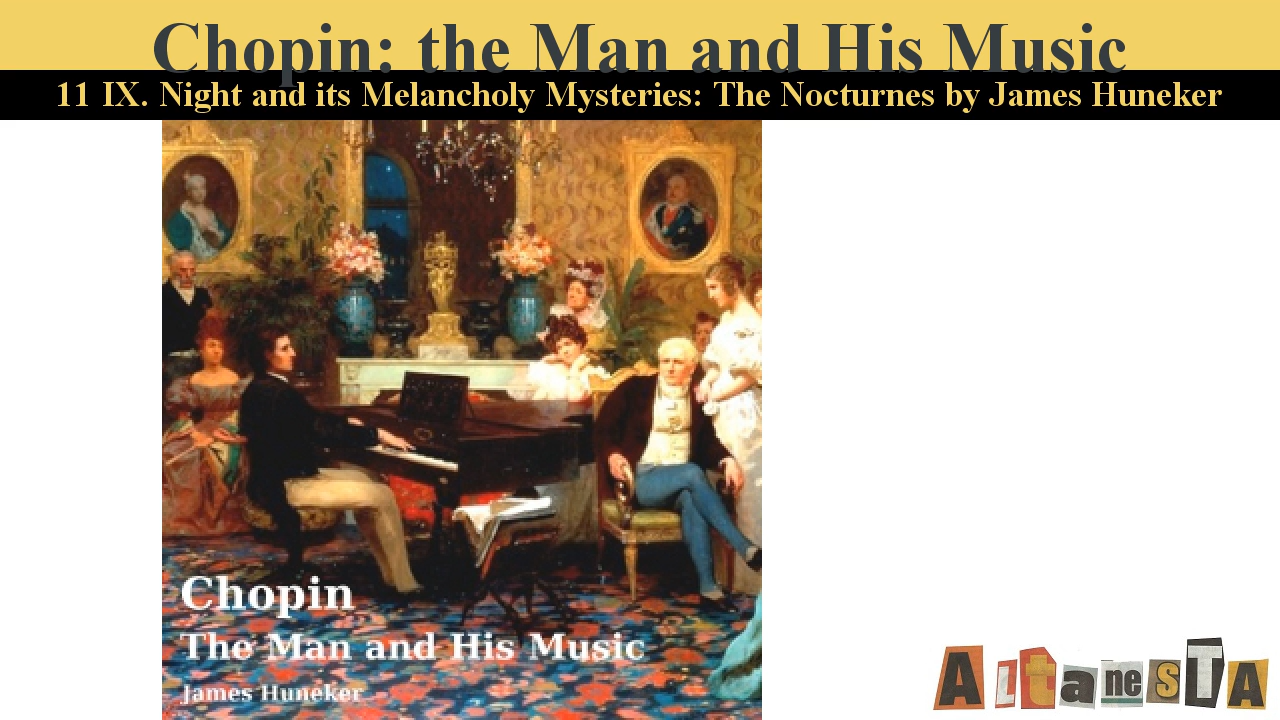 Chopin: the Man and His Music
11 IX. Night and its Melancholy Mysteries: The Nocturnes by James Huneker
Chopin
The Man and His Music
James Huneker
AltanesTA